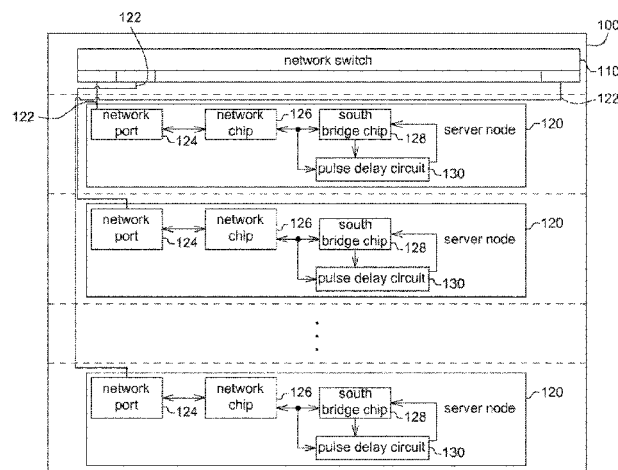 122
100
network switch
110
122
122
network port
124
network chip
126
south bridge chip
128
server node
120
pulse delay circuit
130
network port
124
network chip
126
south bridge chip
128
server node
120
pulse delay circuit
130
network port
124
network chip
126
south bridge chip
128
server node
120
pulse delay circuit
130